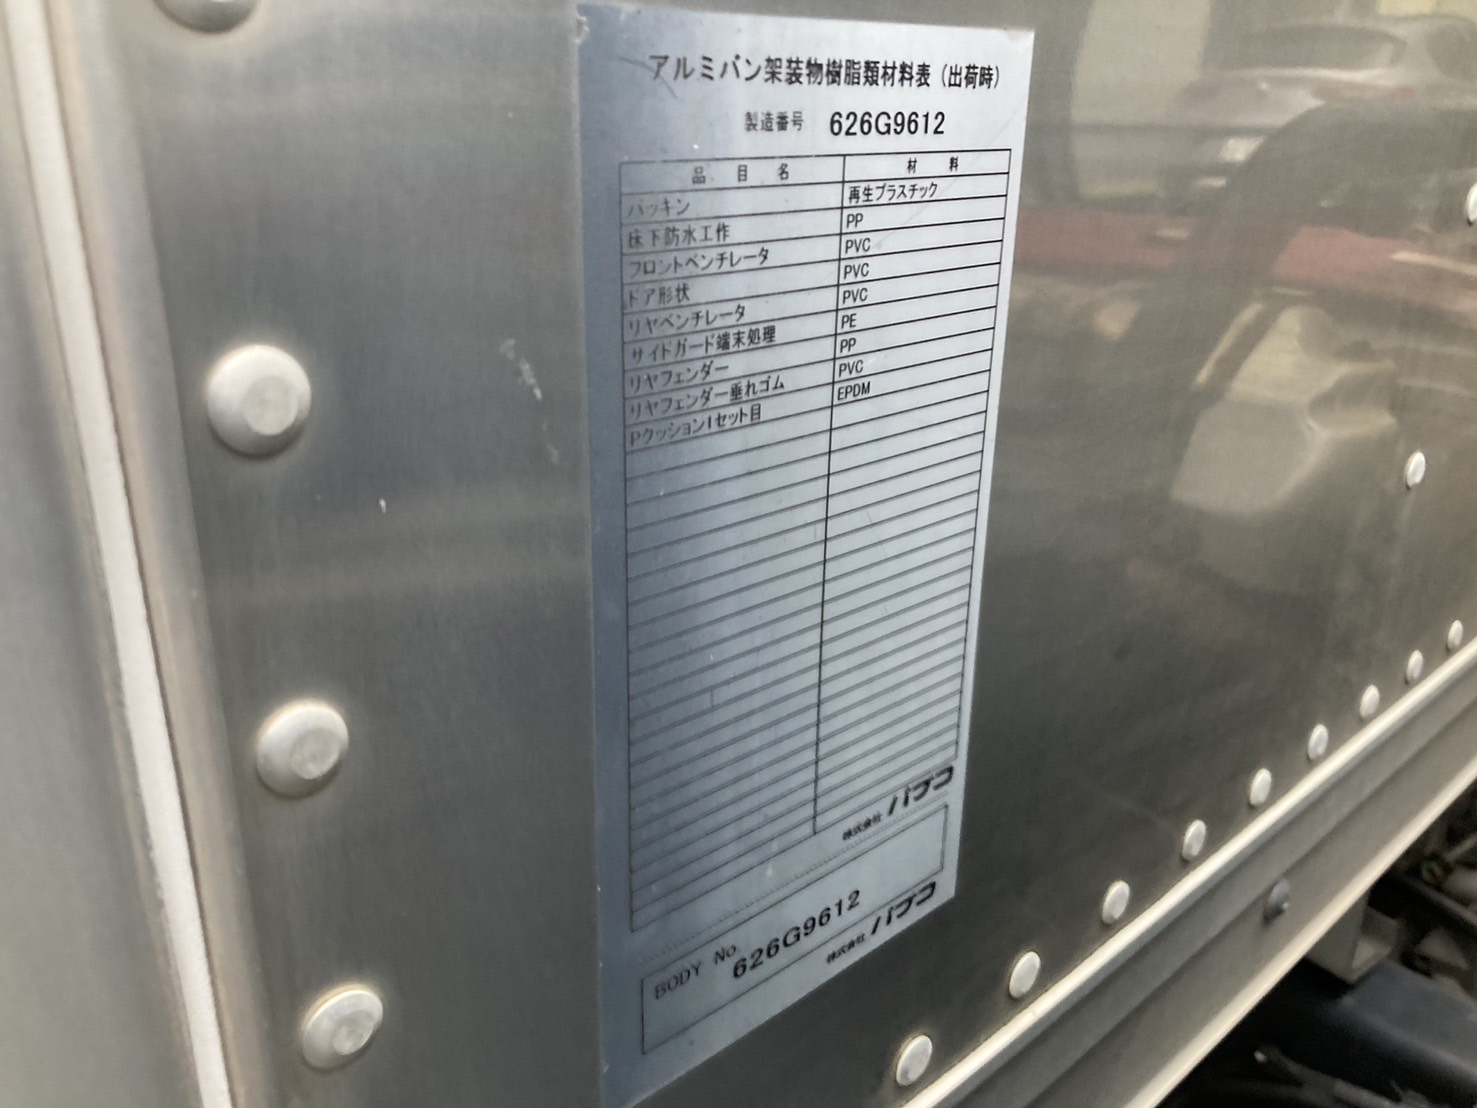 アルミバン架装物樹脂類材料表（出荷時）
製造番号 626G9612
品目名 材料
パッキン 再生プラスチック
床下防水工作 PP
フロントベンチレータ PVC
ドア形状 PVC
リヤベンチレータ PVC
サイドガード端末処理 PE
リヤフェンダー PP
リヤフェンダー垂れゴム PVC
Pクッション1セット目 EPDM
株式会社 パブコ
BODY No. 626G9612
株式会社 パブコ